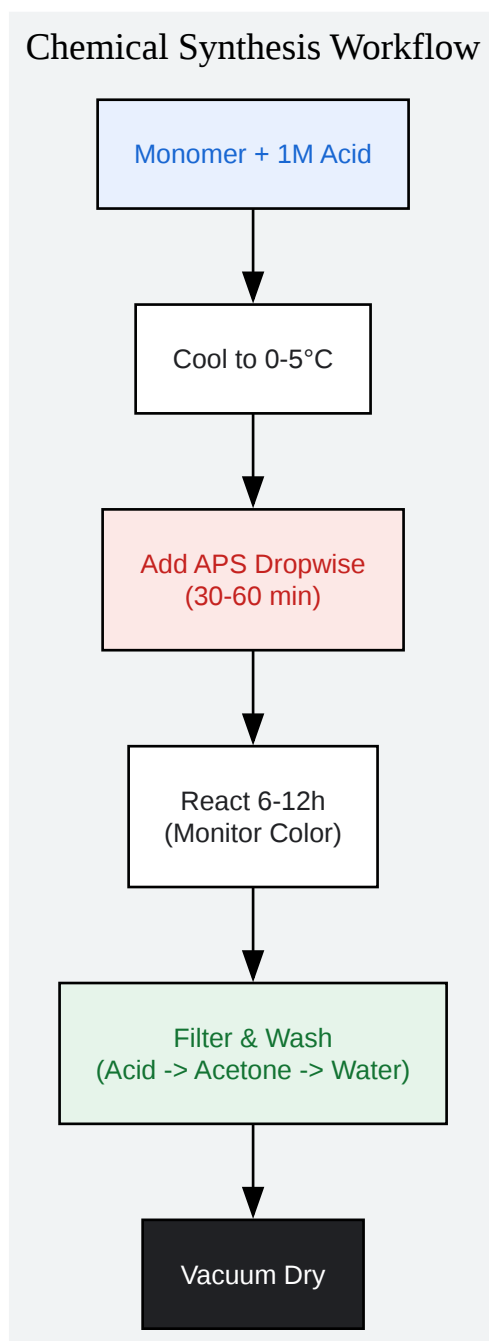 Chemical Synthesis Workflow
Monomer + 1M Acid
Cool to 0-5°C
Add APS Dropwise
(30-60 min)
React 6-12h
(Monitor Color)
Filter & Wash
(Acid -> Acetone -> Water)
Vacuum Dry